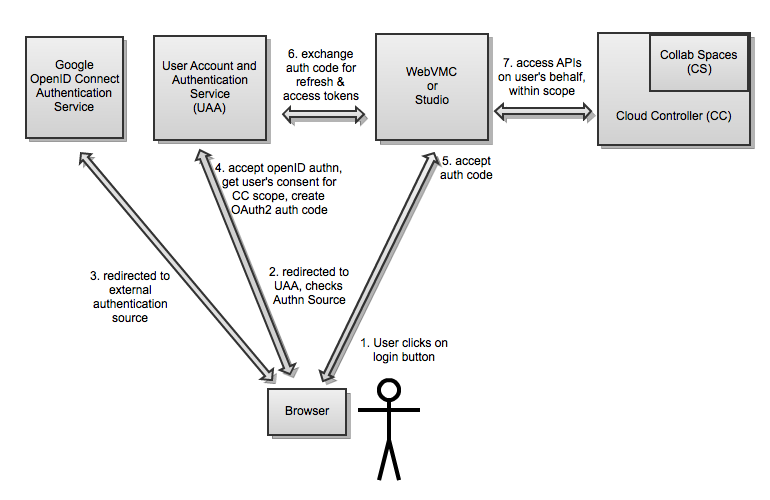 Google
OpenID Connect
Authentication
Service
User Account and
Authentication
Service
(UAA)
6. exchange
auth code for
refresh &
access tokens
WebVMC
or
Studio
7. access APIs
on user's behalf,
within scope
Collab Spaces
(CS)
Cloud Controller (CC)
4. accept openID authn,
get user's consent for
CC scope, create
OAuth2 auth code
5. accept
auth code
3. redirected to
external
authentication
source
2. redirected to
UAA, checks
Authn Source
1. User clicks on
login button
Browser